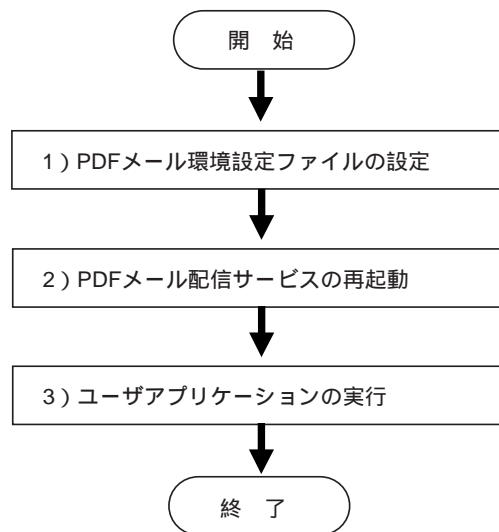 開　始
1）PDFメール環境設定ファイルの設定
2）PDFメール配信サービスの再起動
3）ユーザアプリケーションの実行
終　了